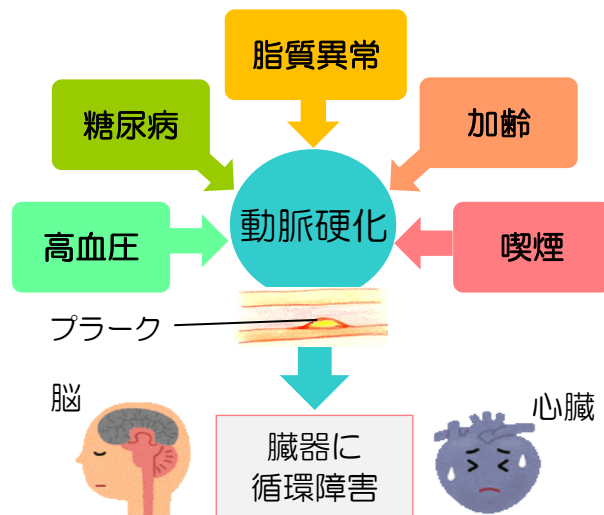 脂質異常
糖尿病
加齢
高血圧
動脈硬化
喫煙
プラーク
脳
心臓
臓器に
循環障害